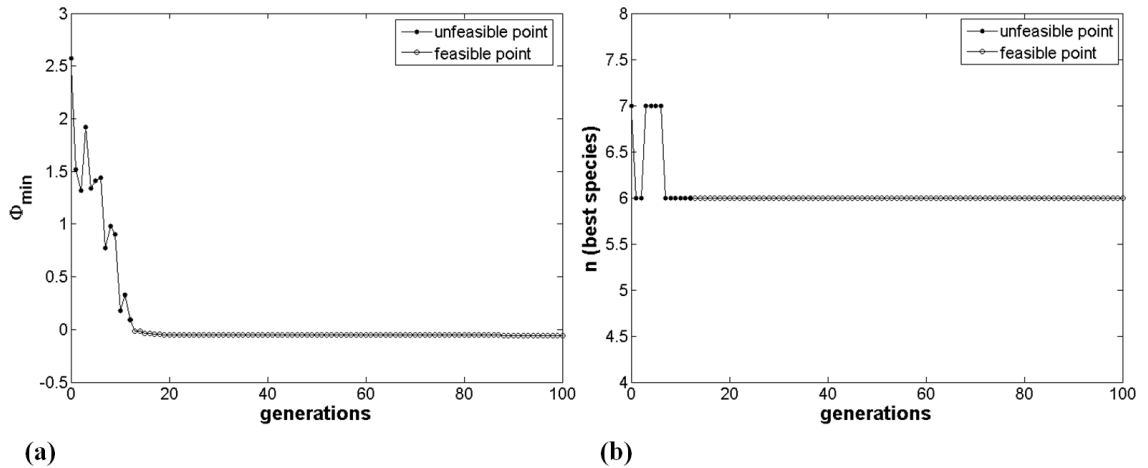 3
2.5
2
1.5
1
0.5
0
-0.5
Φmin
0
20
40
60
80
100
generations
unfeasible point
feasible point
(a)
8
7.5
7
6.5
6
5.5
5
4.5
4
n (best species)
0
20
40
60
80
100
generations
unfeasible point
feasible point
(b)